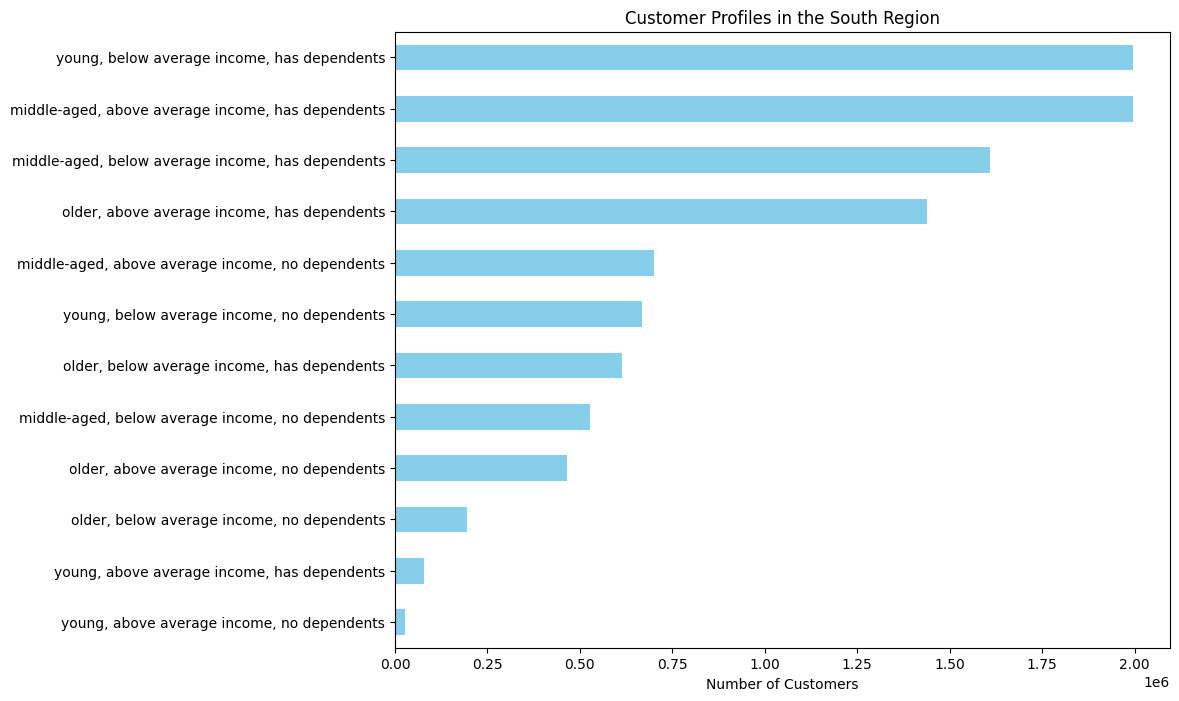 Customer Profiles in the South Region
young, below average income, has dependents
middle-aged, above average income, has dependents
middle-aged, below average income, has dependents
older, above average income, has dependents
middle-aged, above average income, no dependents
young, below average income, no dependents
older, below average income, has dependents
middle-aged, below average income, no dependents
older, above average income, no dependents
older, below average income, no dependents
young, above average income, has dependents
young, above average income, no dependents
0.00 0.25 0.50 0.75 1.00 1.25 1.50 1.75 2.00
1e6
Number of Customers